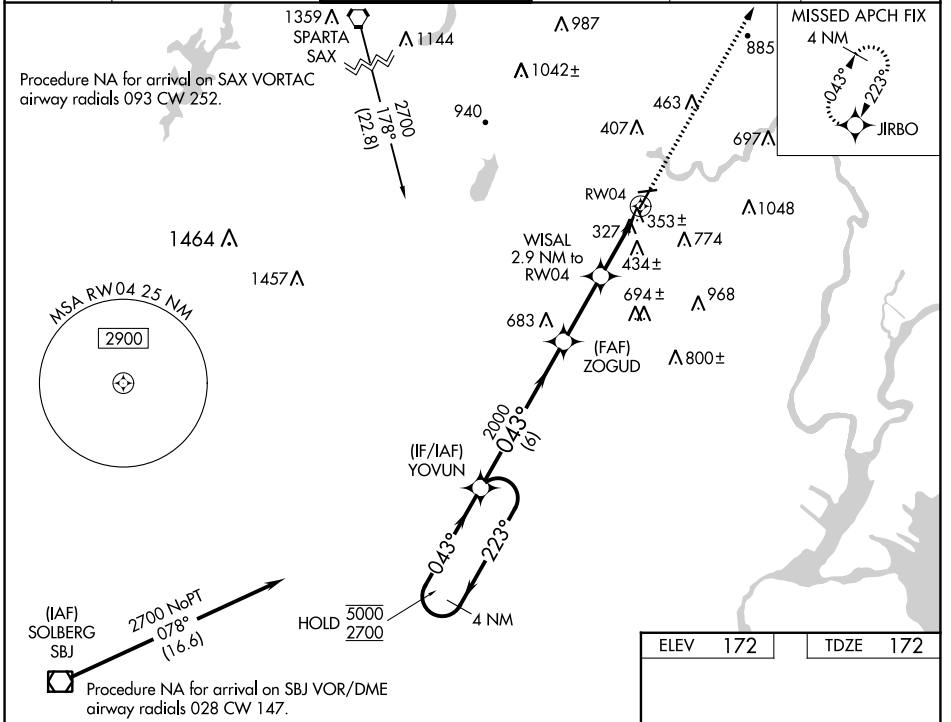 1359
SPARTA
SAX
1144
987
1042±
885
MISSED APCH FIX
4 NM
043°
223°
JIRBO
Procedure NA for arrival on SAX VORTAC
airway radials 093 CW 252.
2700
178°
(22.8)
940
463
407
697
RW04
353±
1048
327
774
434±
WISAL
2.9 NM to
RW04
1464
1457
694±
968
683
(FAF)
ZOGUD
800±
MSA RW04 25 NM
2900
2000
043°
(6)
(IF/IAF)
YOVUN
043°
223°
HOLD 5000
2700
4 NM
(IAF)
SOLBERG
SBJ
2700 NoPT
078°
(16.6)
Procedure NA for arrival on SBJ VOR/DME
airway radials 028 CW 147.
ELEV 172
TDZE 172